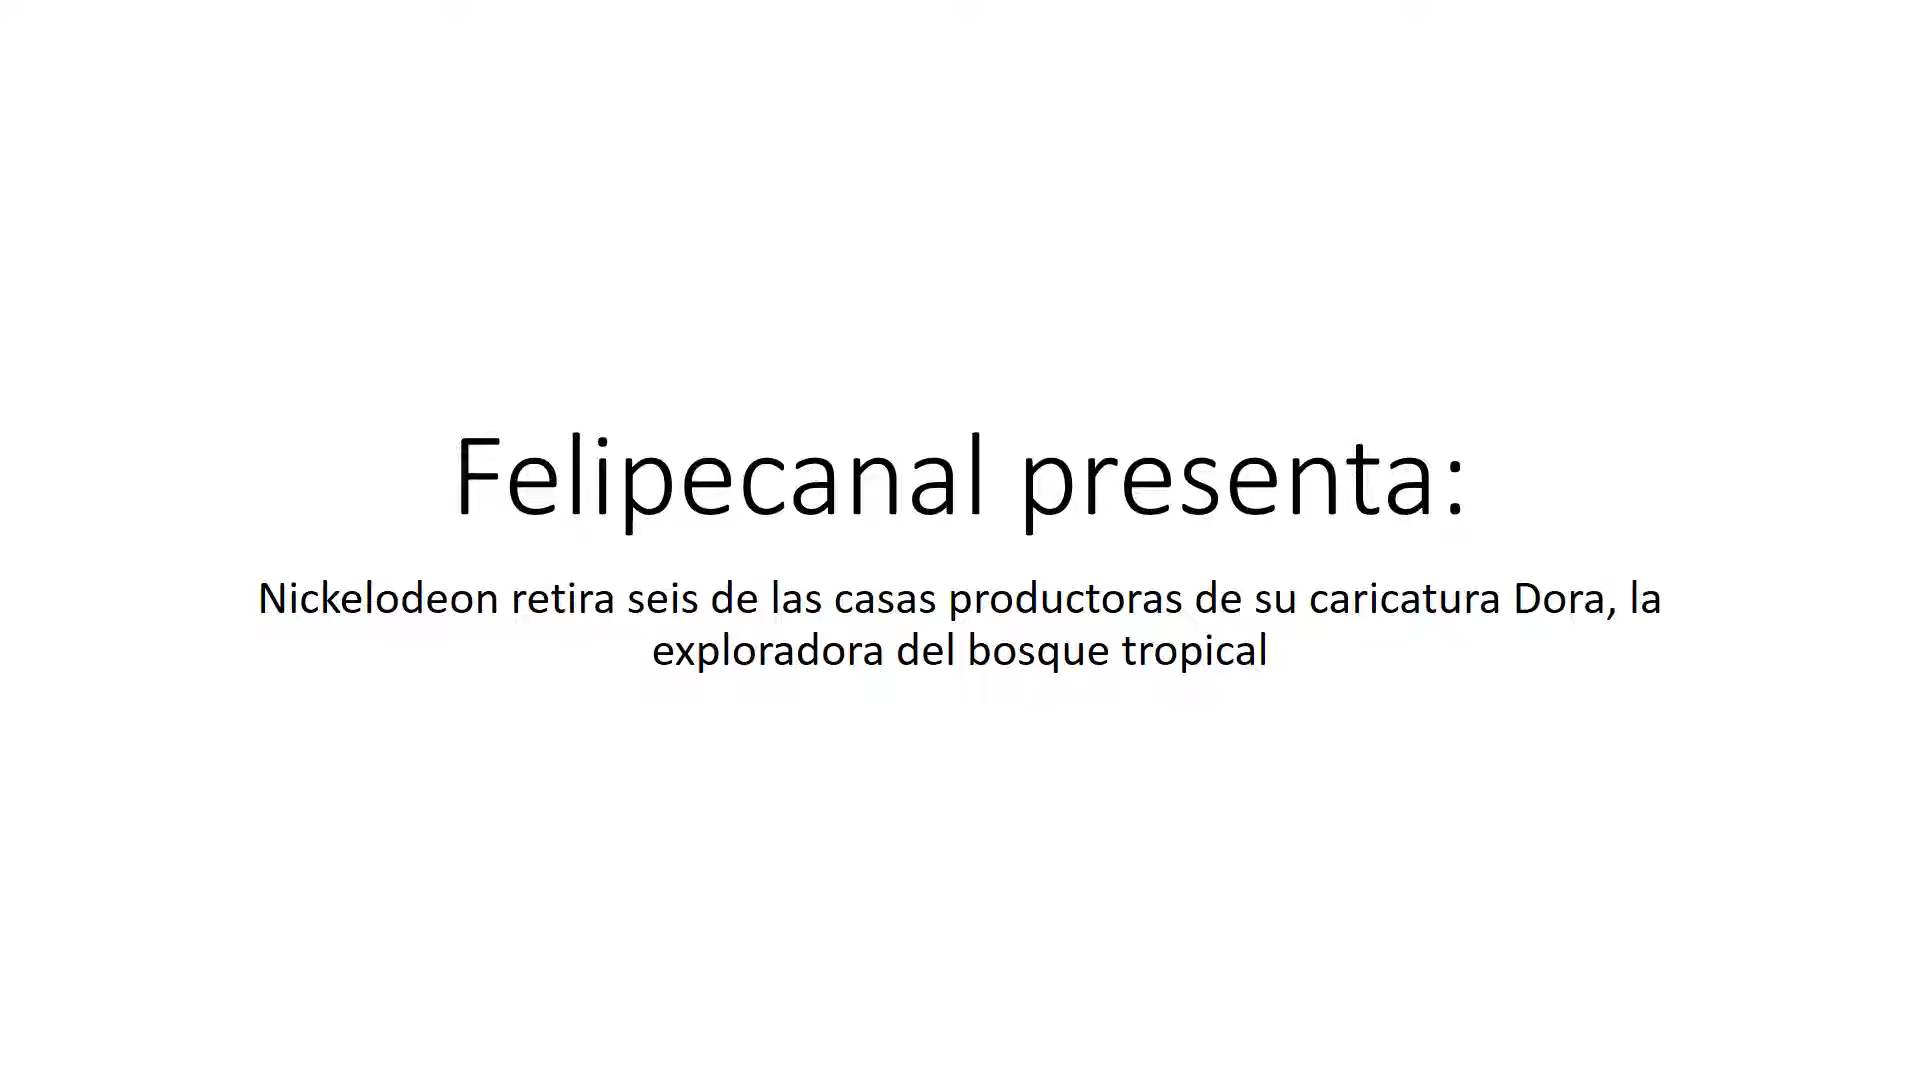 Felipecanal presenta:
Nickelodeon retira seis de las casas productoras de su caricatura Dora, la
exploradora del bosque tropical